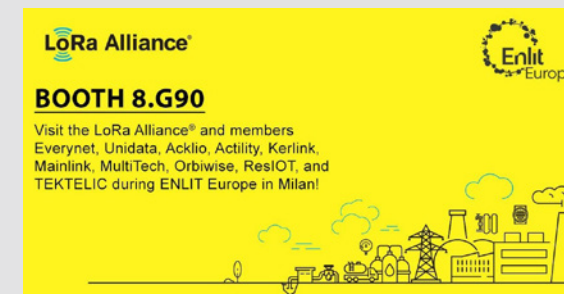 LoRa Alliance®
Enlit
Europe
BOOTH 8.G90
Visit the LoRa Alliance® and members
Everynet, Unidata, Acklio, Actility, Kerlink,
Mainlink, MultiTech, Orbiwise, ResIOT, and
TEKTELIC during ENLIT Europe in Milan!